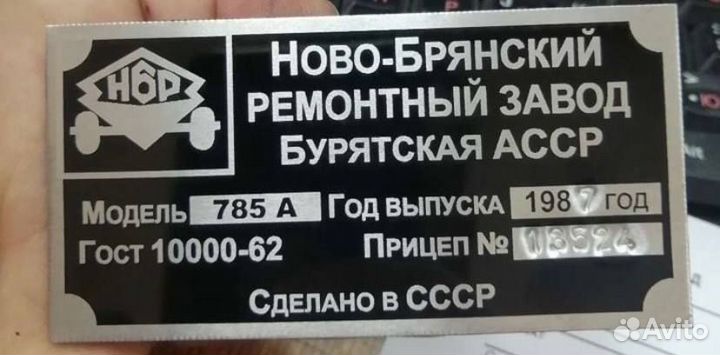 НБР
НОВО-БРЯНСКИЙ
РЕМОНТНЫЙ ЗАВОД
БУРЯТСКАЯ АССР
МОДЕЛЬ 785 А ГОД ВЫПУСКА 1987 ГОД
ГОСТ 10000-62 ПРИЦЕП № 18524
СДЕЛАНО В СССР
Avito